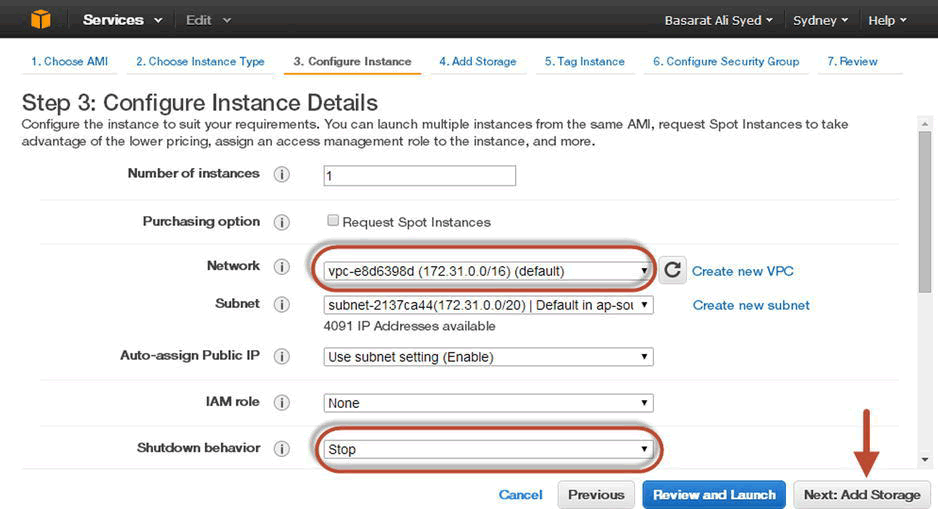 Services Edit Basarat Ali Syed Sydney Help
1. Choose AMI 2. Choose Instance Type 3. Configure Instance 4. Add Storage 5. Tag Instance 6. Configure Security Group 7. Review
Step 3: Configure Instance Details
Configure the instance to suit your requirements. You can launch multiple instances from the same AMI, request Spot Instances to take
advantage of the lower pricing, assign an access management role to the instance, and more.
Number of instances i 1
Purchasing option i Request Spot Instances
Network i vpc-e8d6398d (172.31.0.0/16) (default) Create new VPC
Subnet i subnet-2137ca44(172.31.0.0/20) | Default in ap-sou Create new subnet
4091 IP Addresses available
Auto-assign Public IP i Use subnet setting (Enable)
IAM role i None
Shutdown behavior i Stop
Cancel Previous Review and Launch Next: Add Storage